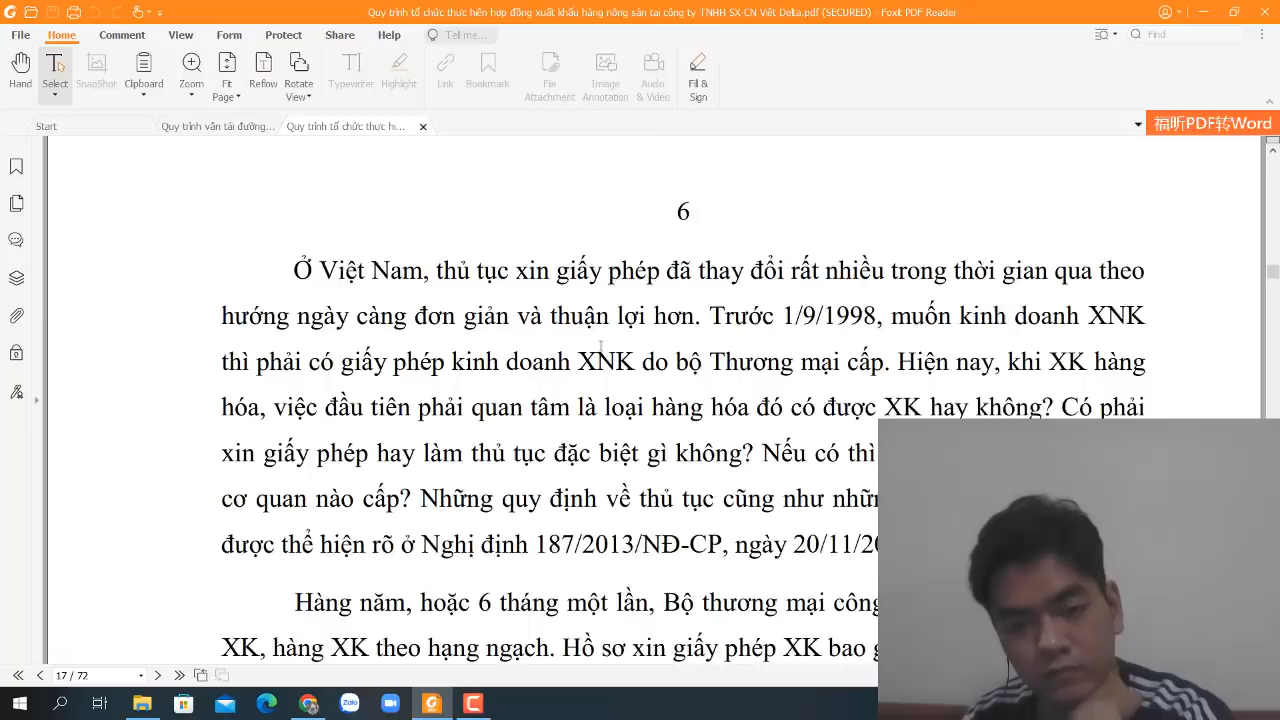 Quy trình tổ chức thực hiện hợp đồng xuất khẩu hàng nông sản tại công ty TNHH SX-CN Việt Delta.pdf (SECURED) - Foxit PDF Reader
File Home Comment View Form Protect Share Help Tell me... Find
Hand Select SnapShot Clipboard Zoom Fit Page Reflow Rotate View Typewriter Highlight Link Bookmark File Attachment Image Annotation Audio & Video Fill & Sign
Start Quy trình vận tải đường... Quy trình tổ chức thực hi... 福昕PDF转Word
6
Ở Việt Nam, thủ tục xin giấy phép đã thay đổi rất nhiều trong thời gian qua theo
hướng ngày càng đơn giản và thuận lợi hơn. Trước 1/9/1998, muốn kinh doanh XNK
thì phải có giấy phép kinh doanh XNK do bộ Thương mại cấp. Hiện nay, khi XK hàng
hóa, việc đầu tiên phải quan tâm là loại hàng hóa đó có được XK hay không? Có phải
xin giấy phép hay làm thủ tục đặc biệt gì không? Nếu có thì
cơ quan nào cấp? Những quy định về thủ tục cũng như nhữn
được thể hiện rõ ở Nghị định 187/2013/NĐ-CP, ngày 20/11/20
Hàng năm, hoặc 6 tháng một lần, Bộ thương mại công
XK, hàng XK theo hạng ngạch. Hồ sơ xin giấy phép XK bao g
17 / 72
Zalo